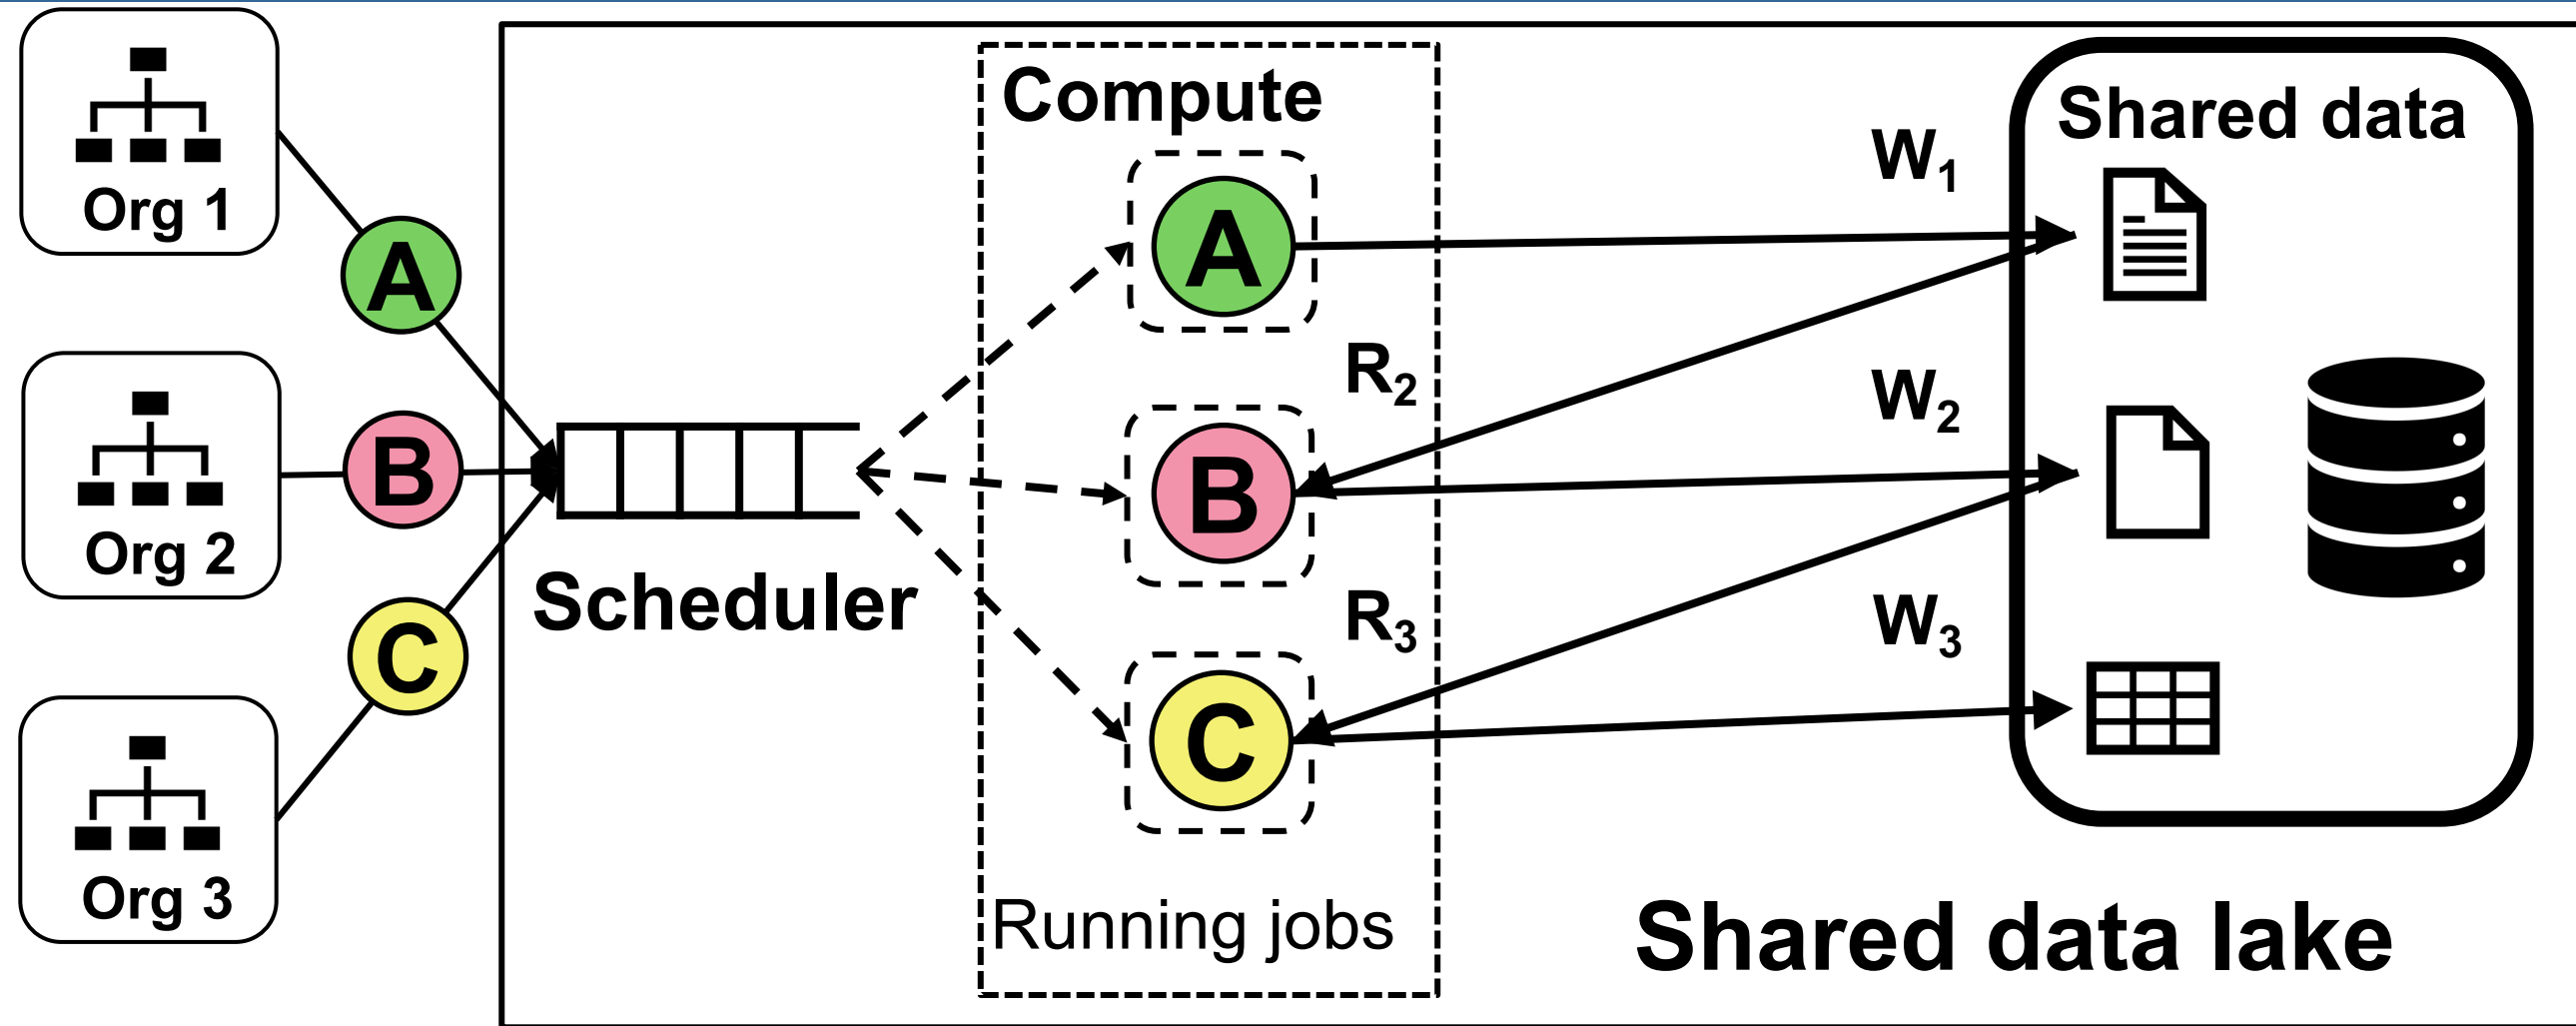 Org 1
A
Org 2
B
Org 3
C
Scheduler
Compute
A
B
C
Running jobs
R₂
R₃
W₁
W₂
W₃
Shared data
Shared data lake